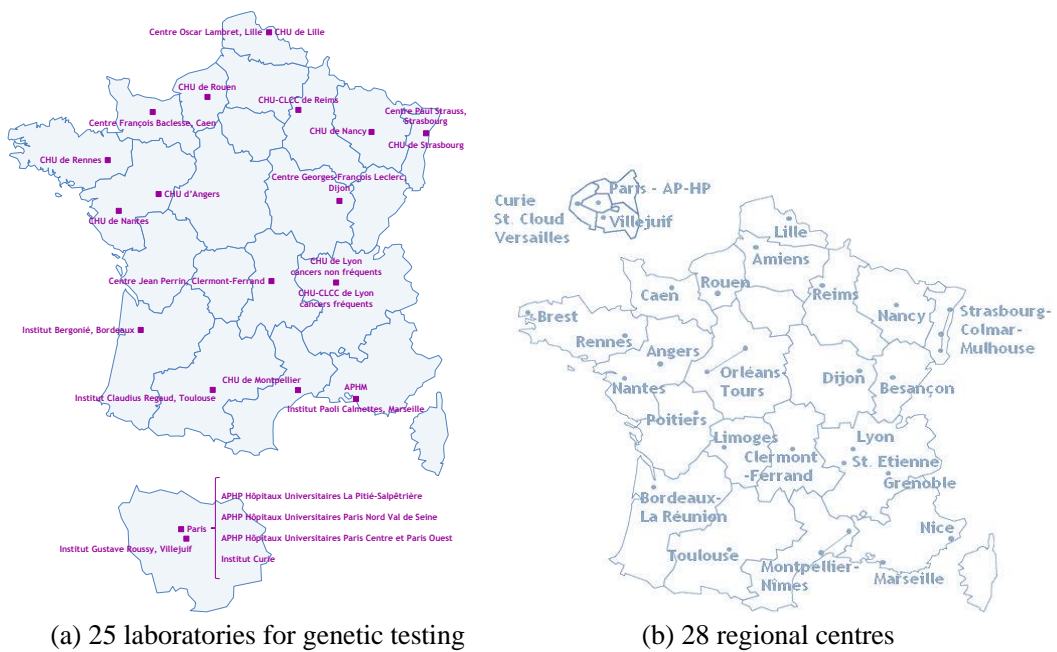 Centre Oscar Lambret, Lille
CHU de Lille
CHU de Rouen
CHU-CLCC de Reims
Centre François Baclesse, Caen
Centre Paul Strauss,
Strasbourg
CHU de Nancy
CHU de Strasbourg
CHU de Rennes
Centre Georges-François Leclerc,
Dijon
CHU d'Angers
CHU de Nantes
CHU de Lyon
cancers non fréquents
Centre Jean Perrin, Clermont-Ferrand
CHU-CLCC de Lyon
cancers fréquents
Institut Bergonié, Bordeaux
CHU de Montpellier
APHM
Institut Claudius Regaud, Toulouse
Institut Paoli Calmettes, Marseille
APHP Hôpitaux Universitaires La Pitié-Salpêtrière
APHP Hôpitaux Universitaires Paris Nord Val de Seine
Paris
APHP Hôpitaux Universitaires Paris Centre et Paris Ouest
Institut Gustave Roussy, Villejuif
Institut Curie
(a) 25 laboratories for genetic testing
Paris - AP-HP
Curie
St. Cloud
Versailles
Villejuif
Lille
Amiens
Rouen
Caen
Reims
Nancy
Strasbourg-
Colmar-
Mulhouse
Brest
Rennes
Angers
Orléans-
Tours
Dijon
Besançon
Nantes
Poitiers
Limoges
Clermont
-Ferrand
Lyon
St. Etienne
Grenoble
Bordeaux-
La Réunion
Nice
Toulouse
Montpellier-
Nîmes
Marseille
(b) 28 regional centres